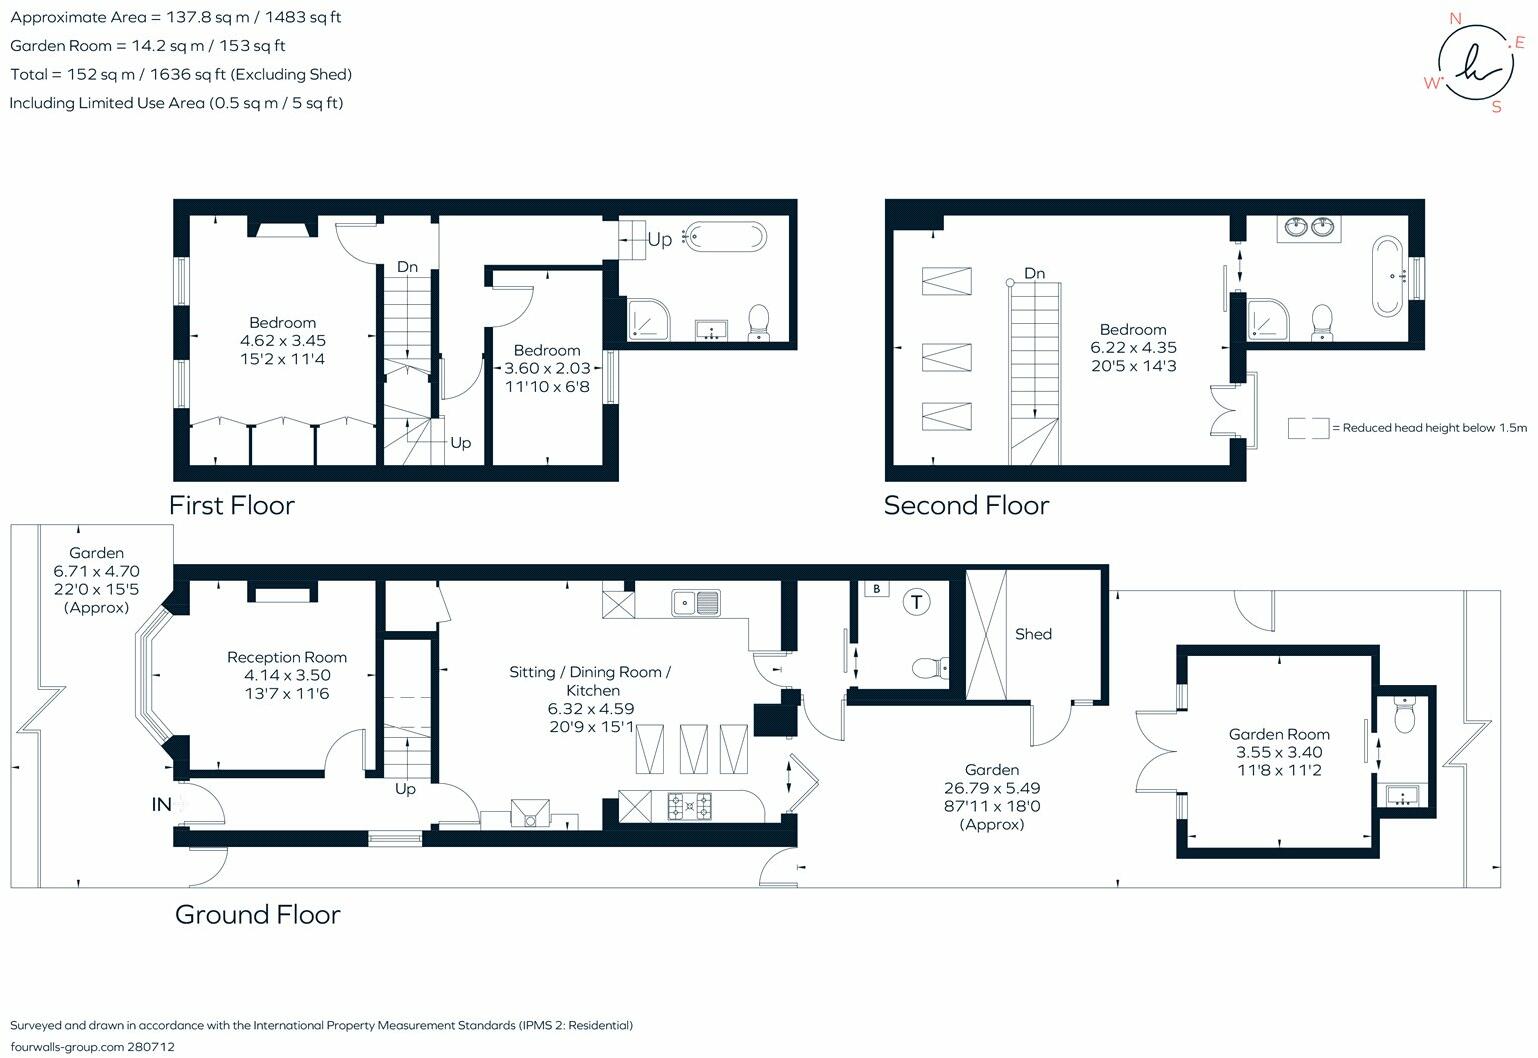 Approximate Area = 137.8 sq m / 1483 sq ft
Garden Room = 14.2 sq m / 153 sq ft
Total = 152 sq m / 1636 sq ft (Excluding Shed)
Including Limited Use Area (0.5 sq m / 5 sq ft)
N
E
W
S
Up
Dn
Bedroom
4.62 x 3.45
15'2 x 11'4
Bedroom
3.60 x 2.03
11'10 x 6'8
Up
First Floor
Dn
Bedroom
6.22 x 4.35
20'5 x 14'3
= Reduced head height below 1.5m
Second Floor
Garden
6.71 x 4.70
22'0 x 15'5
(Approx)
Reception Room
4.14 x 3.50
13'7 x 11'6
Sitting / Dining Room /
Kitchen
6.32 x 4.59
20'9 x 15'1
B
T
Shed
Up
IN
Garden
26.79 x 5.49
87'11 x 18'0
(Approx)
Garden Room
3.55 x 3.40
11'8 x 11'2
Ground Floor
Surveyed and drawn in accordance with the International Property Measurement Standards (IPMS 2: Residential)
fourwalls-group.com 280712